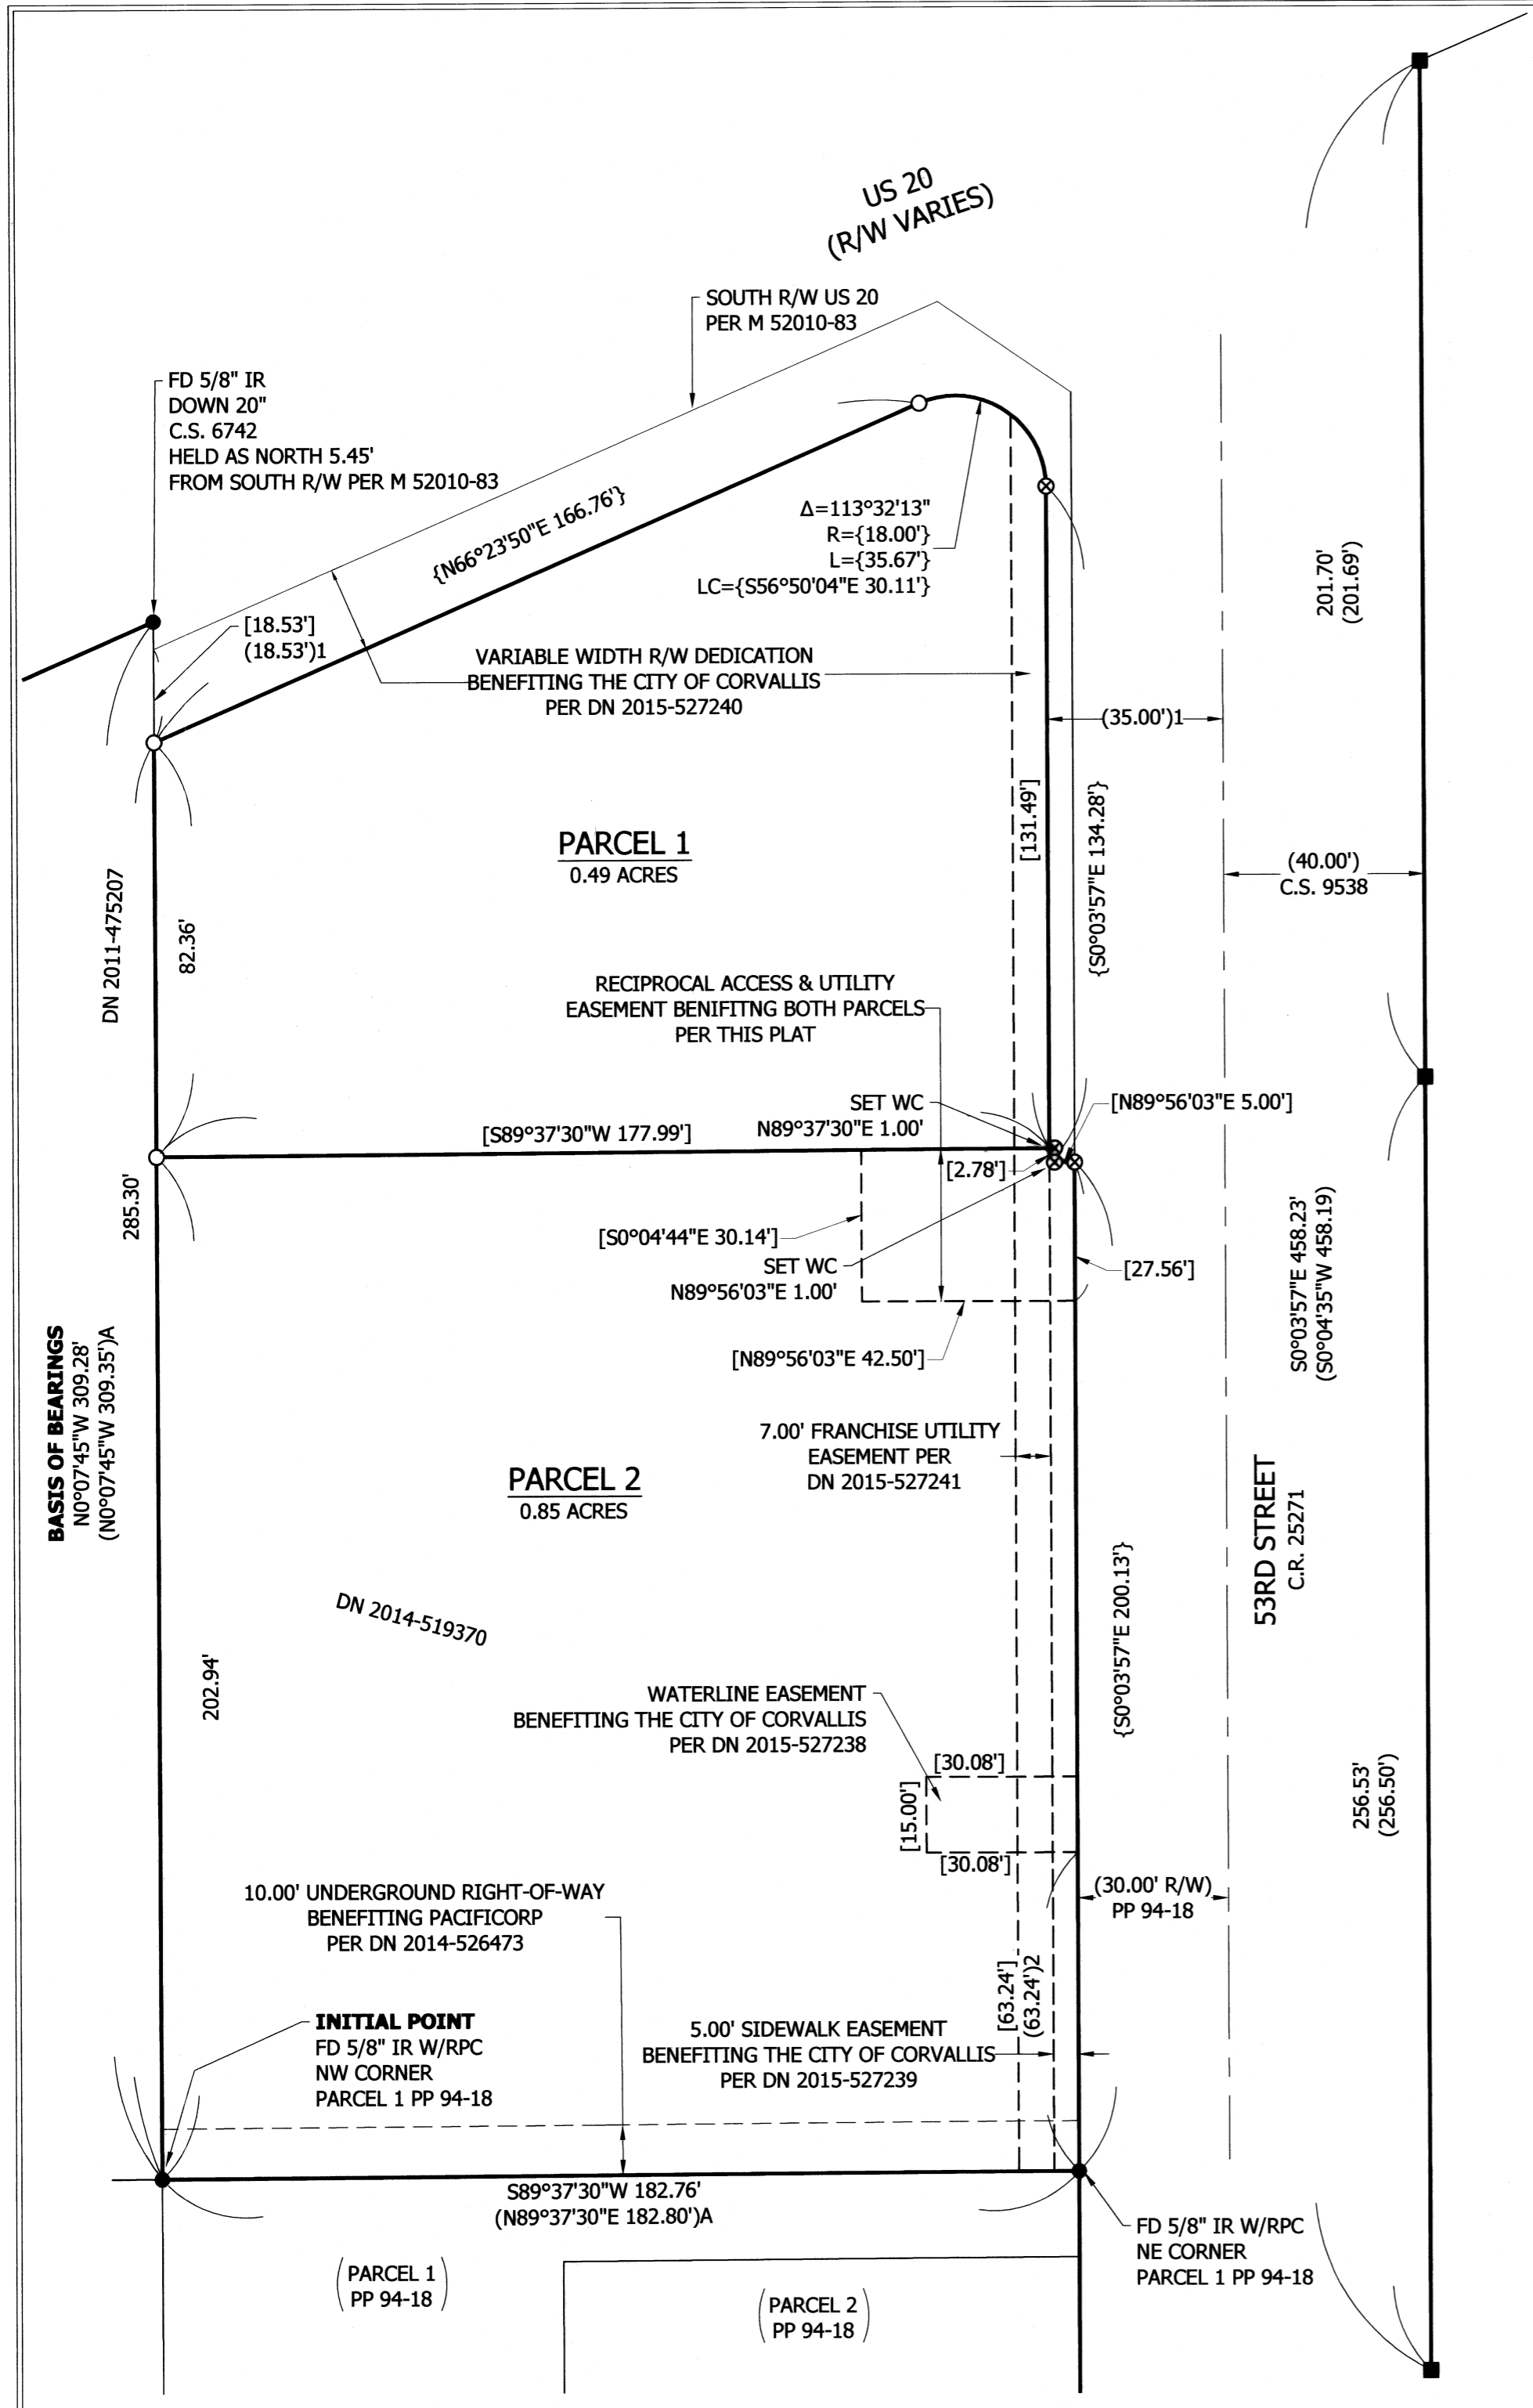 US 20
(R/W VARIES)
SOUTH R/W US 20
PER M 52010-83
FD 5/8" IR
DOWN 20"
C.S. 6742
HELD AS NORTH 5.45'
FROM SOUTH R/W PER M 52010-83
{N66°23'50"E 166.76'}
Δ=113°32'13"
R={18.00'}
L={35.67'}
LC={S56°50'04"E 30.11'}
201.70'
(201.69')
[18.53']
(18.53')1
VARIABLE WIDTH R/W DEDICATION
BENEFITING THE CITY OF CORVALLIS
PER DN 2015-527240
(35.00')1
[131.49']
{S0°03'57"E 134.28'}
PARCEL 1
0.49 ACRES
(40.00')
C.S. 9538
DN 2011-475207
82.36'
RECIPROCAL ACCESS & UTILITY
EASEMENT BENIFITNG BOTH PARCELS
PER THIS PLAT
SET WC
N89°37'30"E 1.00'
[N89°56'03"E 5.00']
[S89°37'30"W 177.99']
[2.78']
285.30'
[S0°04'44"E 30.14']
SET WC
N89°56'03"E 1.00'
[27.56']
S0°03'57"E 458.23'
(S0°04'35"W 458.19)
[N89°56'03"E 42.50']
BASIS OF BEARINGS
N0°07'45"W 309.28'
(N0°07'45"W 309.35')A
7.00' FRANCHISE UTILITY
EASEMENT PER
DN 2015-527241
PARCEL 2
0.85 ACRES
53RD STREET
C.R. 25271
{S0°03'57"E 200.13'}
DN 2014-519370
202.94'
WATERLINE EASEMENT
BENEFITING THE CITY OF CORVALLIS
PER DN 2015-527238
[30.08']
[15.00']
[30.08']
256.53'
(256.50')
(30.00' R/W)
PP 94-18
10.00' UNDERGROUND RIGHT-OF-WAY
BENEFITING PACIFICORP
PER DN 2014-526473
[63.24']
(63.24')2
INITIAL POINT
FD 5/8" IR W/RPC
NW CORNER
PARCEL 1 PP 94-18
5.00' SIDEWALK EASEMENT
BENEFITING THE CITY OF CORVALLIS
PER DN 2015-527239
S89°37'30"W 182.76'
(N89°37'30"E 182.80')A
FD 5/8" IR W/RPC
NE CORNER
PARCEL 1 PP 94-18
(PARCEL 1
PP 94-18)
(PARCEL 2
PP 94-18)